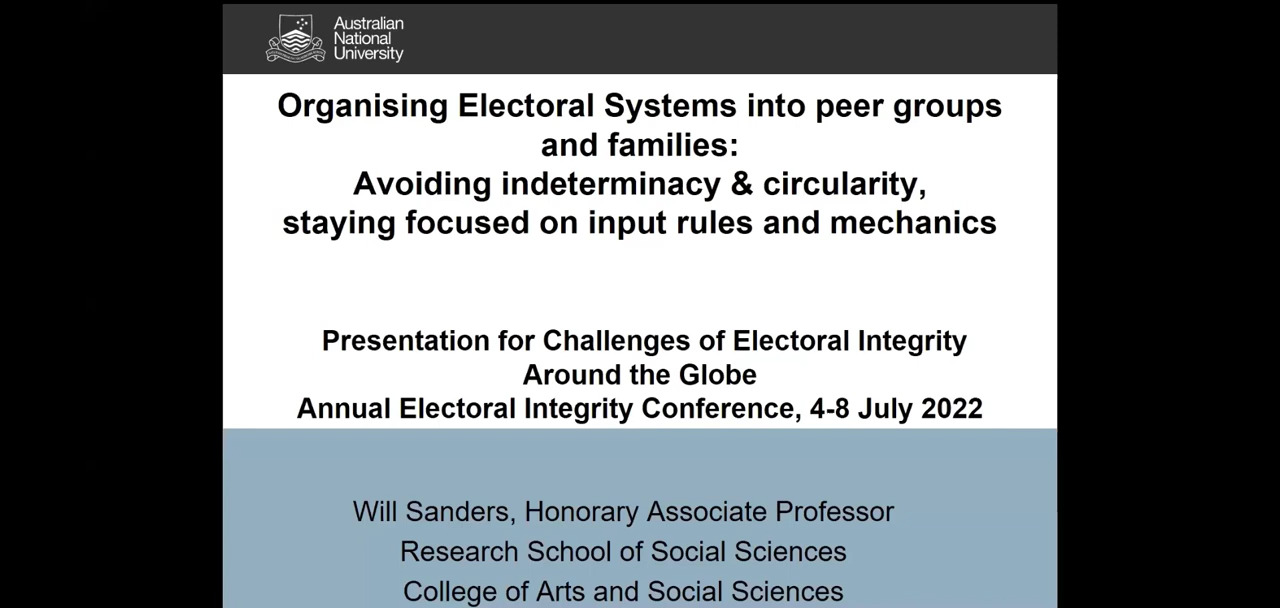 Australian
National
University
Organising Electoral Systems into peer groups
and families:
Avoiding indeterminacy & circularity,
staying focused on input rules and mechanics
Presentation for Challenges of Electoral Integrity
Around the Globe
Annual Electoral Integrity Conference, 4-8 July 2022
Will Sanders, Honorary Associate Professor
Research School of Social Sciences
College of Arts and Social Sciences